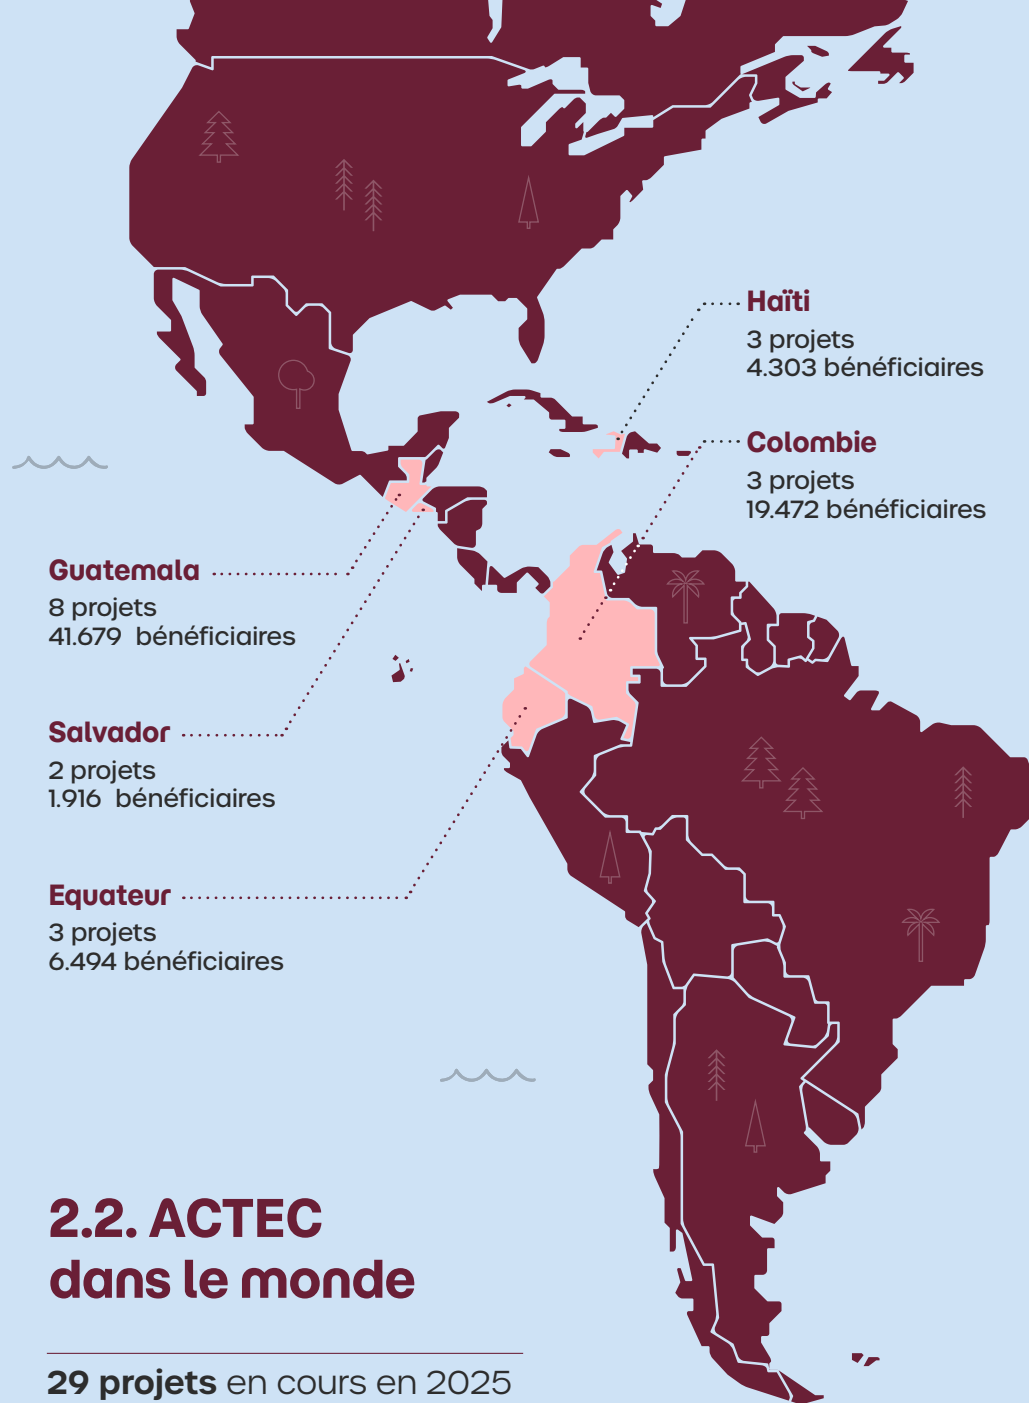 Haïti
3 projets
4.303 bénéficiaires
Colombie
3 projets
19.472 bénéficiaires
Guatemala
8 projets
41.679 bénéficiaires
Salvador
2 projets
1.916 bénéficiaires
Equateur
3 projets
6.494 bénéficiaires
2.2. ACTEC
dans le monde
29 projets en cours en 2025